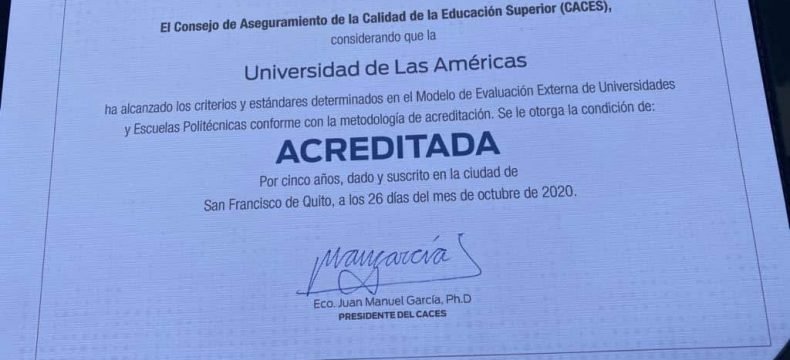 El Consejo de Aseguramiento de la Calidad de la Educación Superior (CACES),
considerando que la
Universidad de Las Américas
ha alcanzado los criterios y estándares determinados en el Modelo de Evaluación Externa de Universidades
y Escuelas Politécnicas conforme con la metodología de acreditación. Se le otorga la condición de:
ACREDITADA
Por cinco años, dado y suscrito en la ciudad de
San Francisco de Quito, a los 26 días del mes de octubre de 2020.
Eco. Juan Manuel García, Ph.D
PRESIDENTE DEL CACES